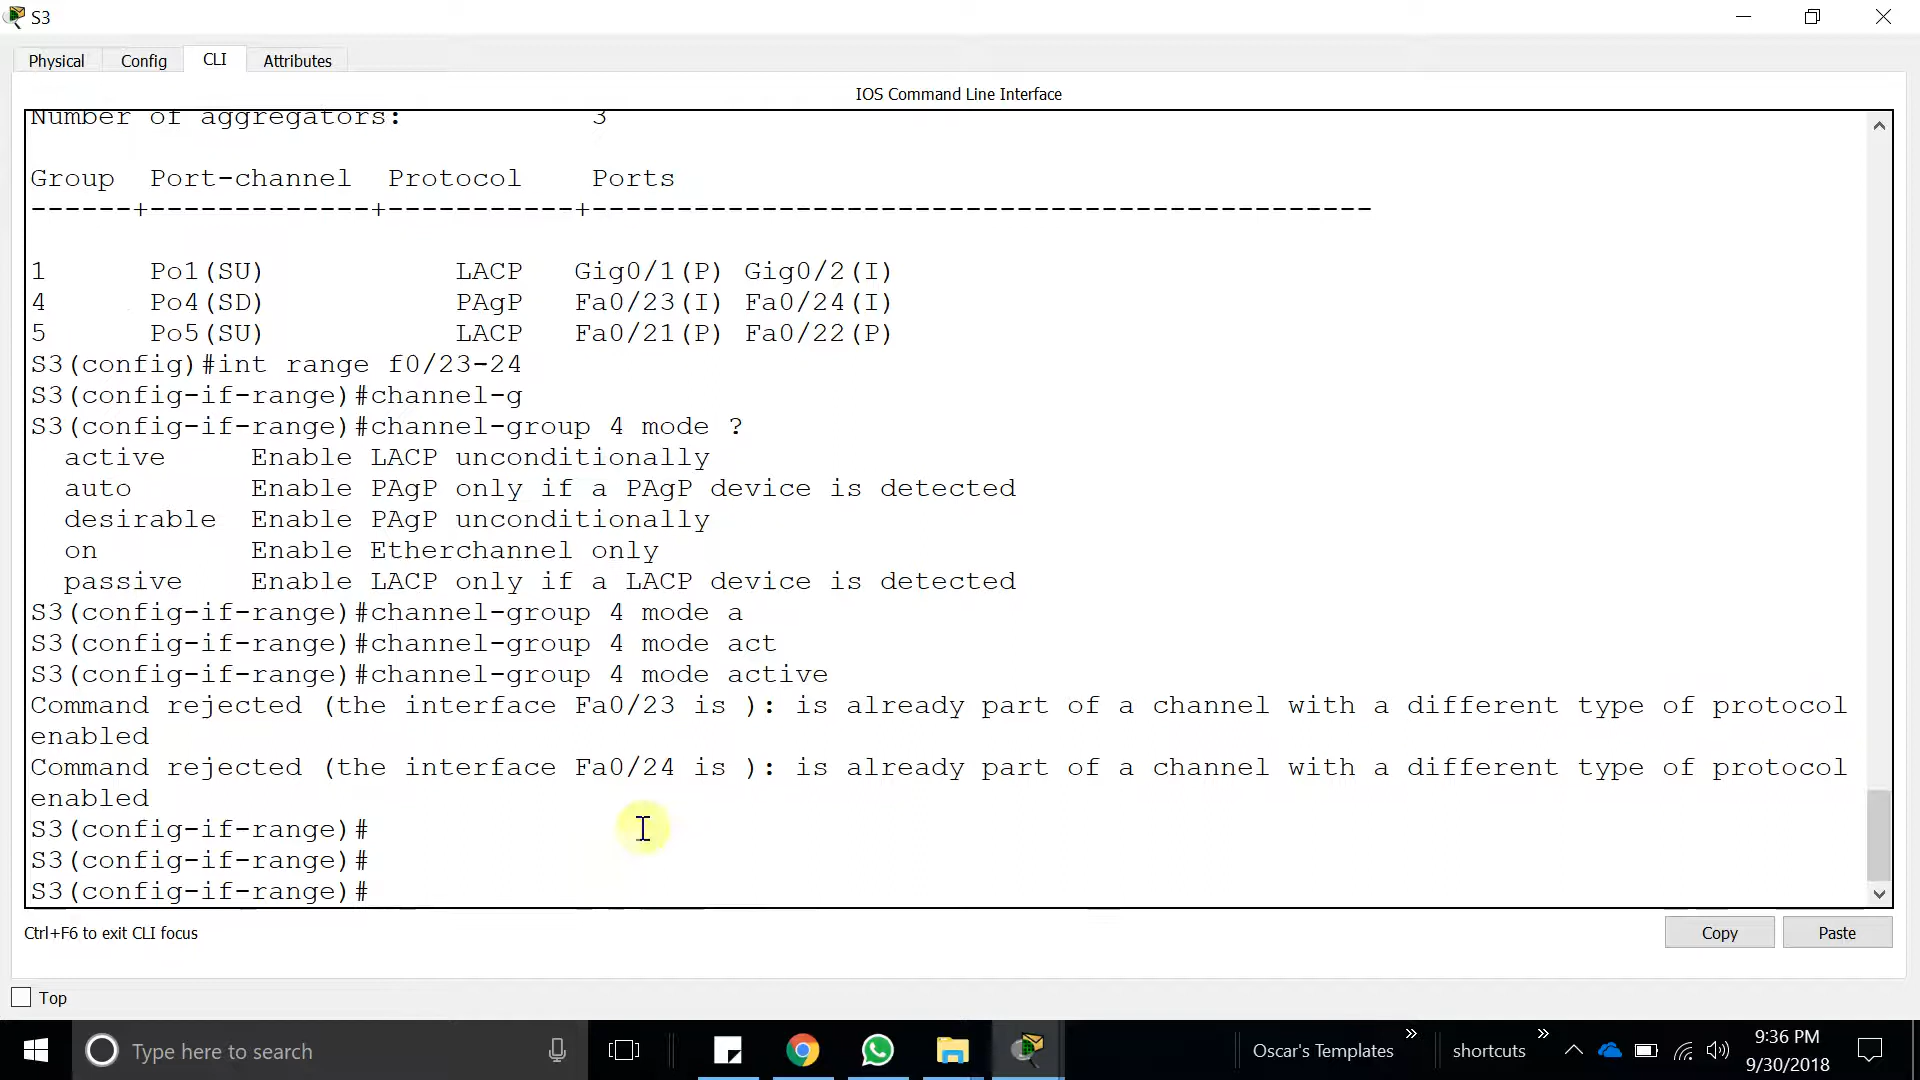 S3
Physical Config CLI Attributes
IOS Command Line Interface
Number of aggregators: 3
Group Port-channel Protocol Ports
------+-------------+-----------+----------------------------------------------
1 Po1(SU) LACP Gig0/1(P) Gig0/2(I)
4 Po4(SD) PAgP Fa0/23(I) Fa0/24(I)
5 Po5(SU) LACP Fa0/21(P) Fa0/22(P)
S3(config)#int range f0/23-24
S3(config-if-range)#channel-g
S3(config-if-range)#channel-group 4 mode ?
active Enable LACP unconditionally
auto Enable PAgP only if a PAgP device is detected
desirable Enable PAgP unconditionally
on Enable Etherchannel only
passive Enable LACP only if a LACP device is detected
S3(config-if-range)#channel-group 4 mode a
S3(config-if-range)#channel-group 4 mode act
S3(config-if-range)#channel-group 4 mode active
Command rejected (the interface Fa0/23 is ): is already part of a channel with a different type of protocol
enabled
Command rejected (the interface Fa0/24 is ): is already part of a channel with a different type of protocol
enabled
S3(config-if-range)#
S3(config-if-range)#
S3(config-if-range)#
Ctrl+F6 to exit CLI focus
Copy Paste
Top
Type here to search
Oscar's Templates » shortcuts »
9:36 PM
9/30/2018